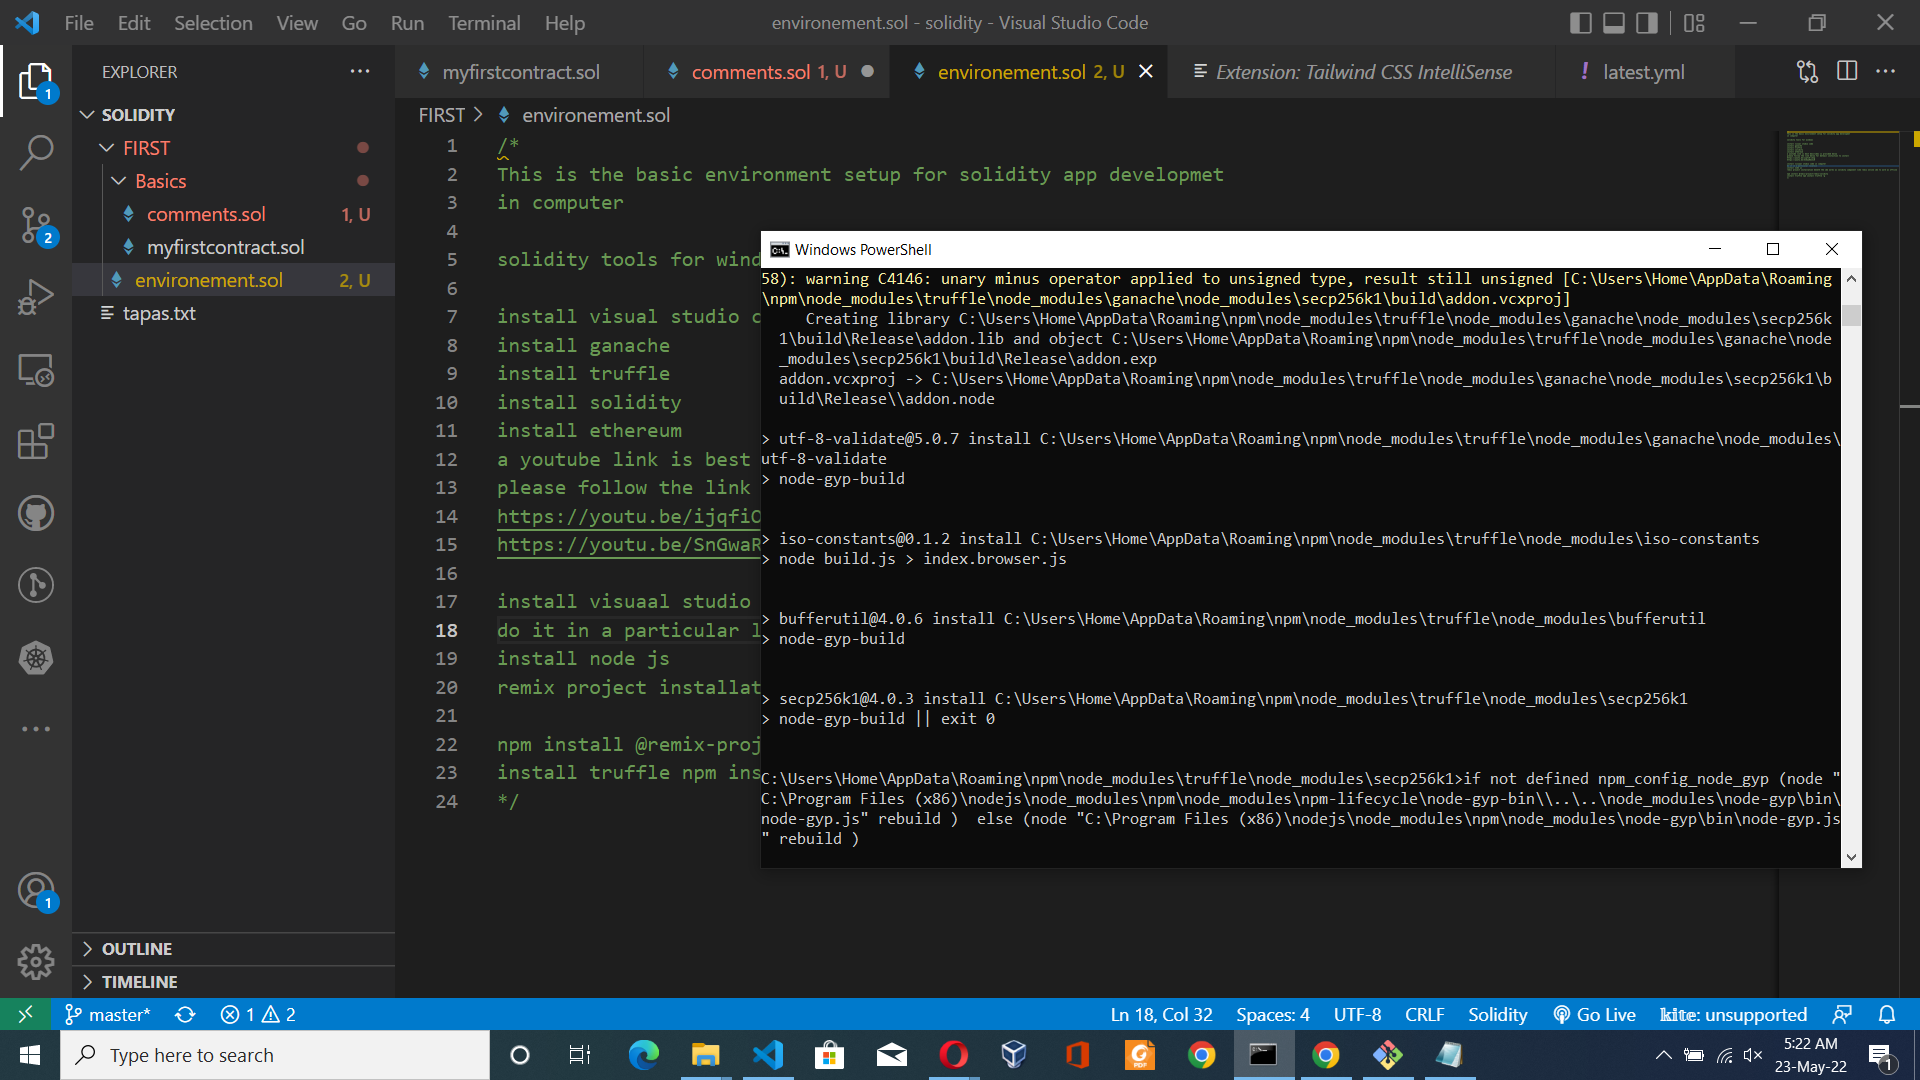 File Edit Selection View Go Run Terminal Help
environement.sol - solidity - Visual Studio Code
EXPLORER
myfirstcontract.sol
comments.sol 1, U
environement.sol 2, U
Extension: Tailwind CSS IntelliSense
! latest.yml
SOLIDITY
FIRST
Basics
comments.sol 1, U
myfirstcontract.sol
environement.sol 2, U
tapas.txt
OUTLINE
TIMELINE
1
2
1
FIRST > environement.sol
1 /*
2 This is the basic environment setup for solidity app developmet
3 in computer
4
5 solidity tools for wind
6
7 install visual studio c
8 install ganache
9 install truffle
10 install solidity
11 install ethereum
12 a youtube link is best
13 please follow the link
14 https://youtu.be/ijqfiO
15 https://youtu.be/SnGwaR
16
17 install visuaal studio
18 do it in a particular l
19 install node js
20 remix project installat
21
22 npm install @remix-proj
23 install truffle npm ins
24 */
Windows PowerShell
58): warning C4146: unary minus operator applied to unsigned type, result still unsigned [C:\Users\Home\AppData\Roaming
\npm\node_modules\truffle\node_modules\ganache\node_modules\secp256k1\build\addon.vcxproj]
Creating library C:\Users\Home\AppData\Roaming\npm\node_modules\truffle\node_modules\ganache\node_modules\secp256k
1\build\Release\addon.lib and object C:\Users\Home\AppData\Roaming\npm\node_modules\truffle\node_modules\ganache\node
_modules\secp256k1\build\Release\addon.exp
addon.vcxproj -> C:\Users\Home\AppData\Roaming\npm\node_modules\truffle\node_modules\ganache\node_modules\secp256k1\b
uild\Release\\addon.node
> utf-8-validate@5.0.7 install C:\Users\Home\AppData\Roaming\npm\node_modules\truffle\node_modules\ganache\node_modules\
utf-8-validate
> node-gyp-build
> iso-constants@0.1.2 install C:\Users\Home\AppData\Roaming\npm\node_modules\truffle\node_modules\iso-constants
> node build.js > index.browser.js
> bufferutil@4.0.6 install C:\Users\Home\AppData\Roaming\npm\node_modules\truffle\node_modules\bufferutil
> node-gyp-build
> secp256k1@4.0.3 install C:\Users\Home\AppData\Roaming\npm\node_modules\truffle\node_modules\secp256k1
> node-gyp-build || exit 0
C:\Users\Home\AppData\Roaming\npm\node_modules\truffle\node_modules\secp256k1>if not defined npm_config_node_gyp (node "
C:\Program Files (x86)\nodejs\node_modules\npm\node_modules\npm-lifecycle\node-gyp-bin\\..\..\node_modules\node-gyp\bin\
node-gyp.js" rebuild ) else (node "C:\Program Files (x86)\nodejs\node_modules\npm\node_modules\node-gyp\bin\node-gyp.js
" rebuild )
master* 1 2
Ln 18, Col 32 Spaces: 4 UTF-8 CRLF Solidity Go Live kite: unsupported
Type here to search
PDF
5:22 AM
23-May-22
1